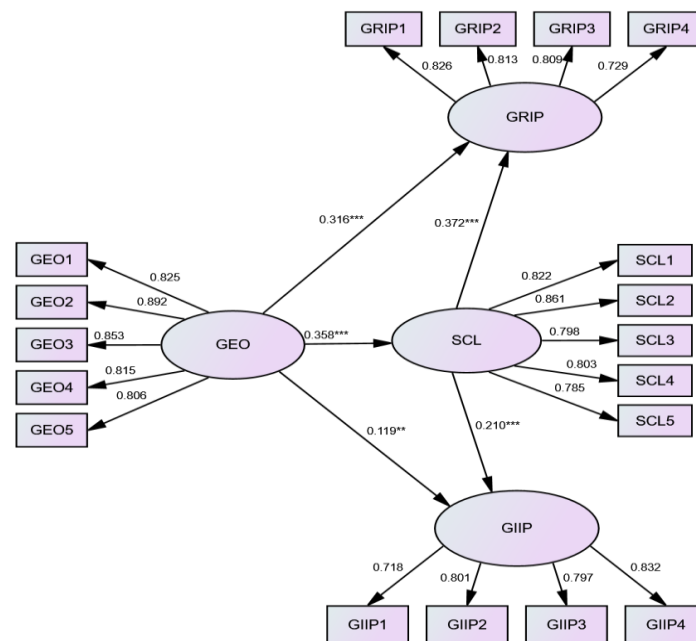 GRIP1 GRIP2 GRIP3 GRIP4
0.826 0.813 0.809 0.729
GRIP
0.316***
0.372***
GEO1
GEO2
GEO3
GEO4
GEO5
0.825
0.892
0.853
0.815
0.806
GEO
0.358***
SCL
0.822
0.861
0.798
0.803
0.785
SCL1
SCL2
SCL3
SCL4
SCL5
0.119**
0.210***
GIIP
0.718 0.801 0.797 0.832
GIIP1 GIIP2 GIIP3 GIIP4